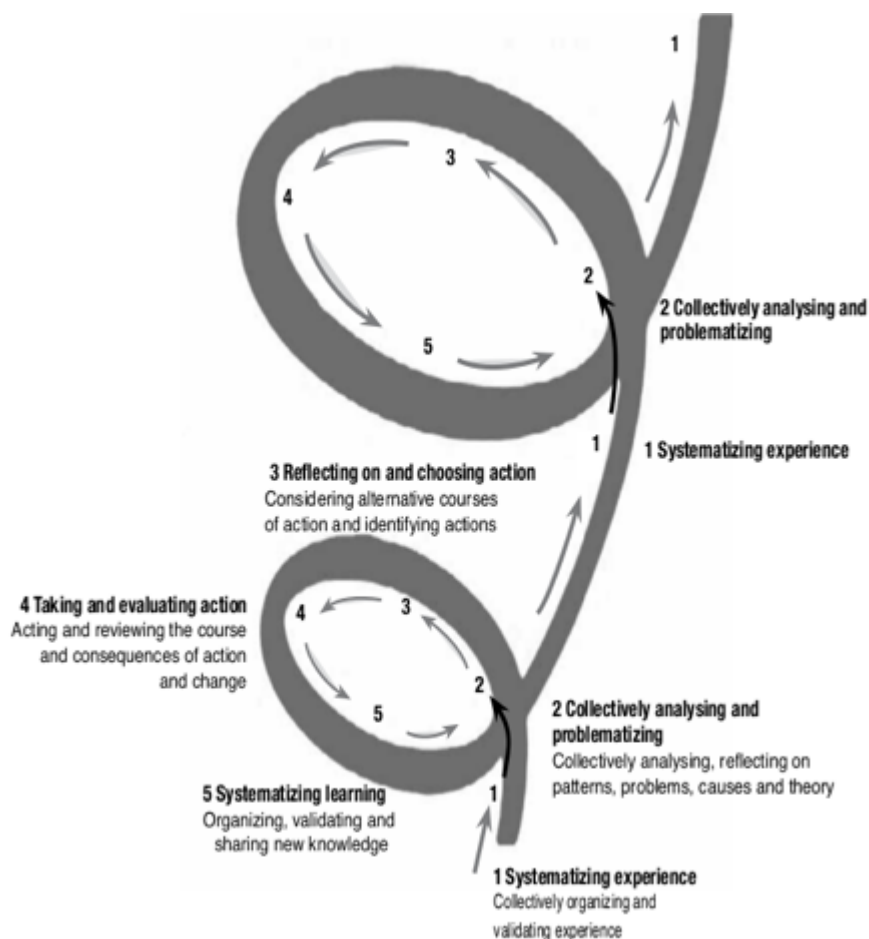 1
3
4
2
2 Collectively analysing and
problematizing
5
1
1 Systematizing experience
3 Reflecting on and choosing action
Considering alternative courses
of action and identifying actions
4 Taking and evaluating action
Acting and reviewing the course
and consequences of action
and change
4
3
2
5
2 Collectively analysing and
problematizing
Collectively analysing, reflecting on
patterns, problems, causes and theory
5 Systematizing learning
Organizing, validating and
sharing new knowledge
1
1 Systematizing experience
Collectively organizing and
validating experience